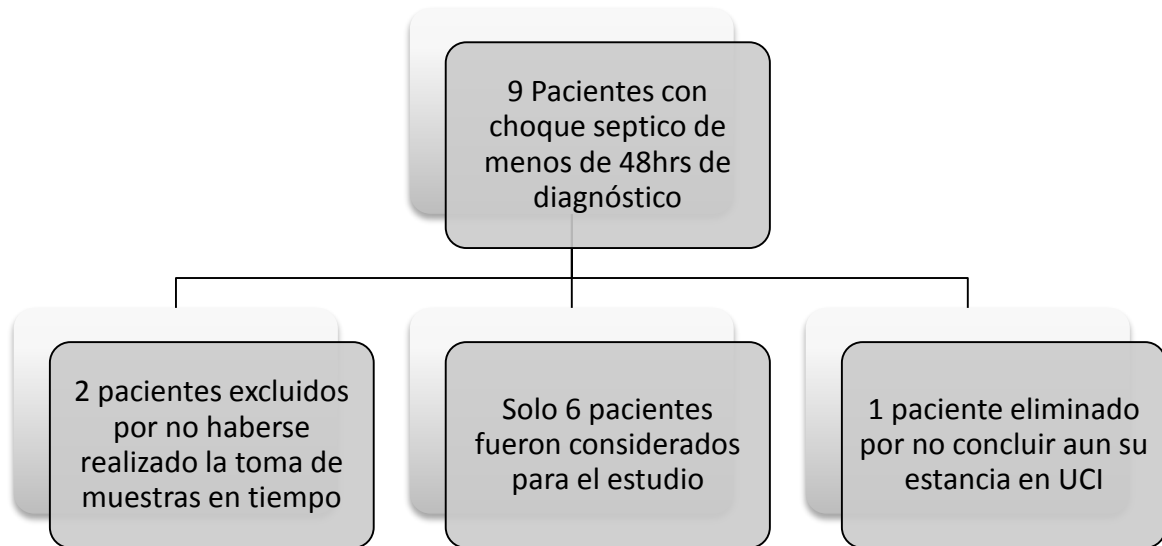 9 Pacientes con
choque septico de
menos de 48hrs de
diagnóstico
2 pacientes excluidos
por no haberse
realizado la toma de
muestras en tiempo
Solo 6 pacientes
fueron considerados
para el estudio
1 paciente eliminado
por no concluir aun su
estancia en UCI